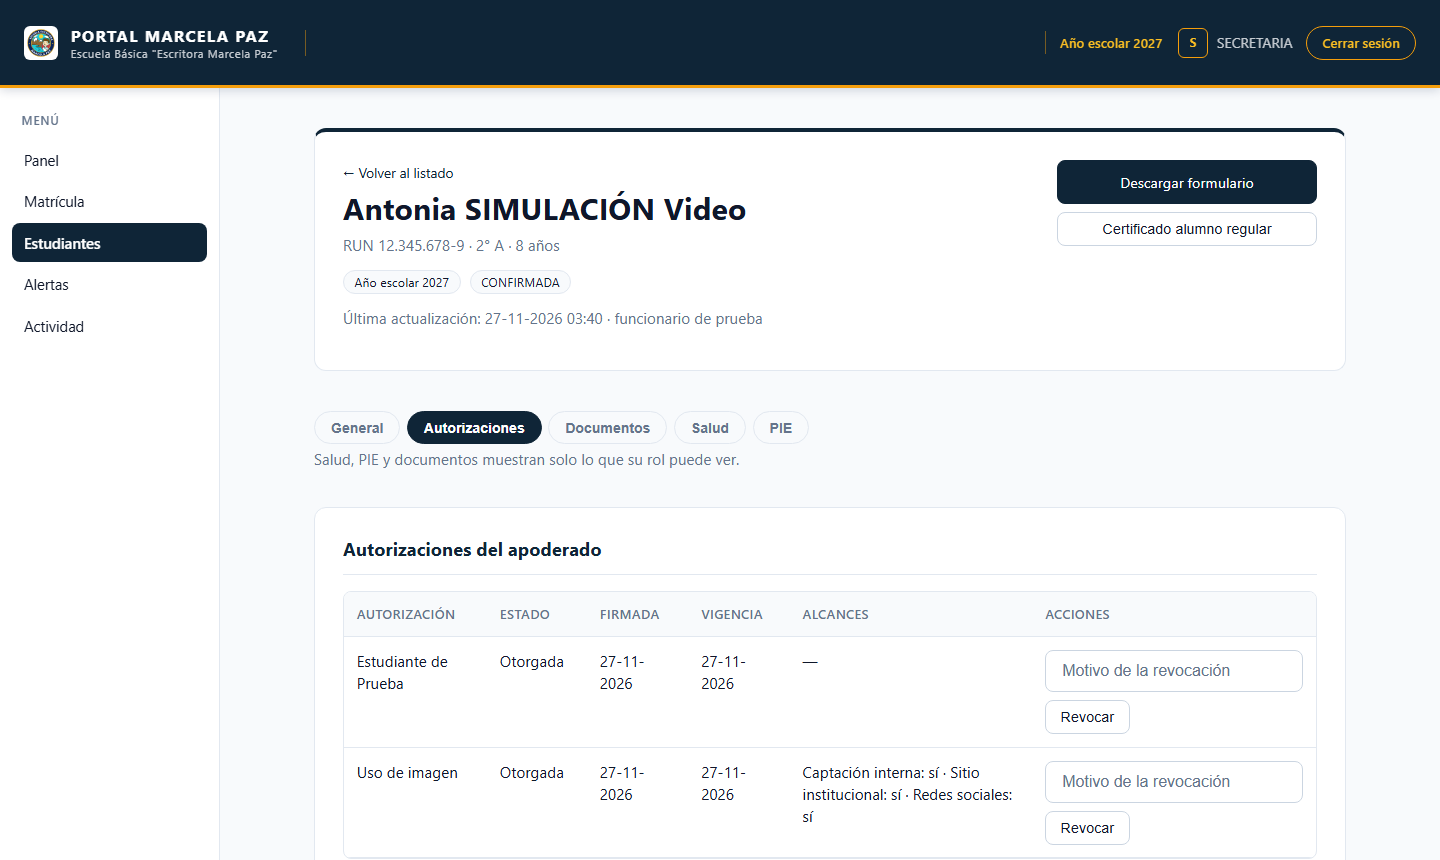 PORTAL MARCELA PAZ
Escuela Básica "Escritora Marcela Paz"
Año escolar 2027
S
SECRETARIA
Cerrar sesión
MENÚ
Panel
Matrícula
Estudiantes
Alertas
Actividad
← Volver al listado
Antonia SIMULACIÓN Video
RUN 12.345.678-9 · 2° A · 8 años
Año escolar 2027
CONFIRMADA
Última actualización: 27-11-2026 03:40 · funcionario de prueba
Descargar formulario
Certificado alumno regular
General
Autorizaciones
Documentos
Salud
PIE
Salud, PIE y documentos muestran solo lo que su rol puede ver.
Autorizaciones del apoderado
AUTORIZACIÓN ESTADO FIRMADA VIGENCIA ALCANCES ACCIONES
Estudiante de
Prueba
Otorgada
27-11-
2026
27-11-
2026
—
Motivo de la revocación
Revocar
Uso de imagen
Otorgada
27-11-
2026
27-11-
2026
Captación interna: sí · Sitio
institucional: sí · Redes sociales:
sí
Motivo de la revocación
Revocar